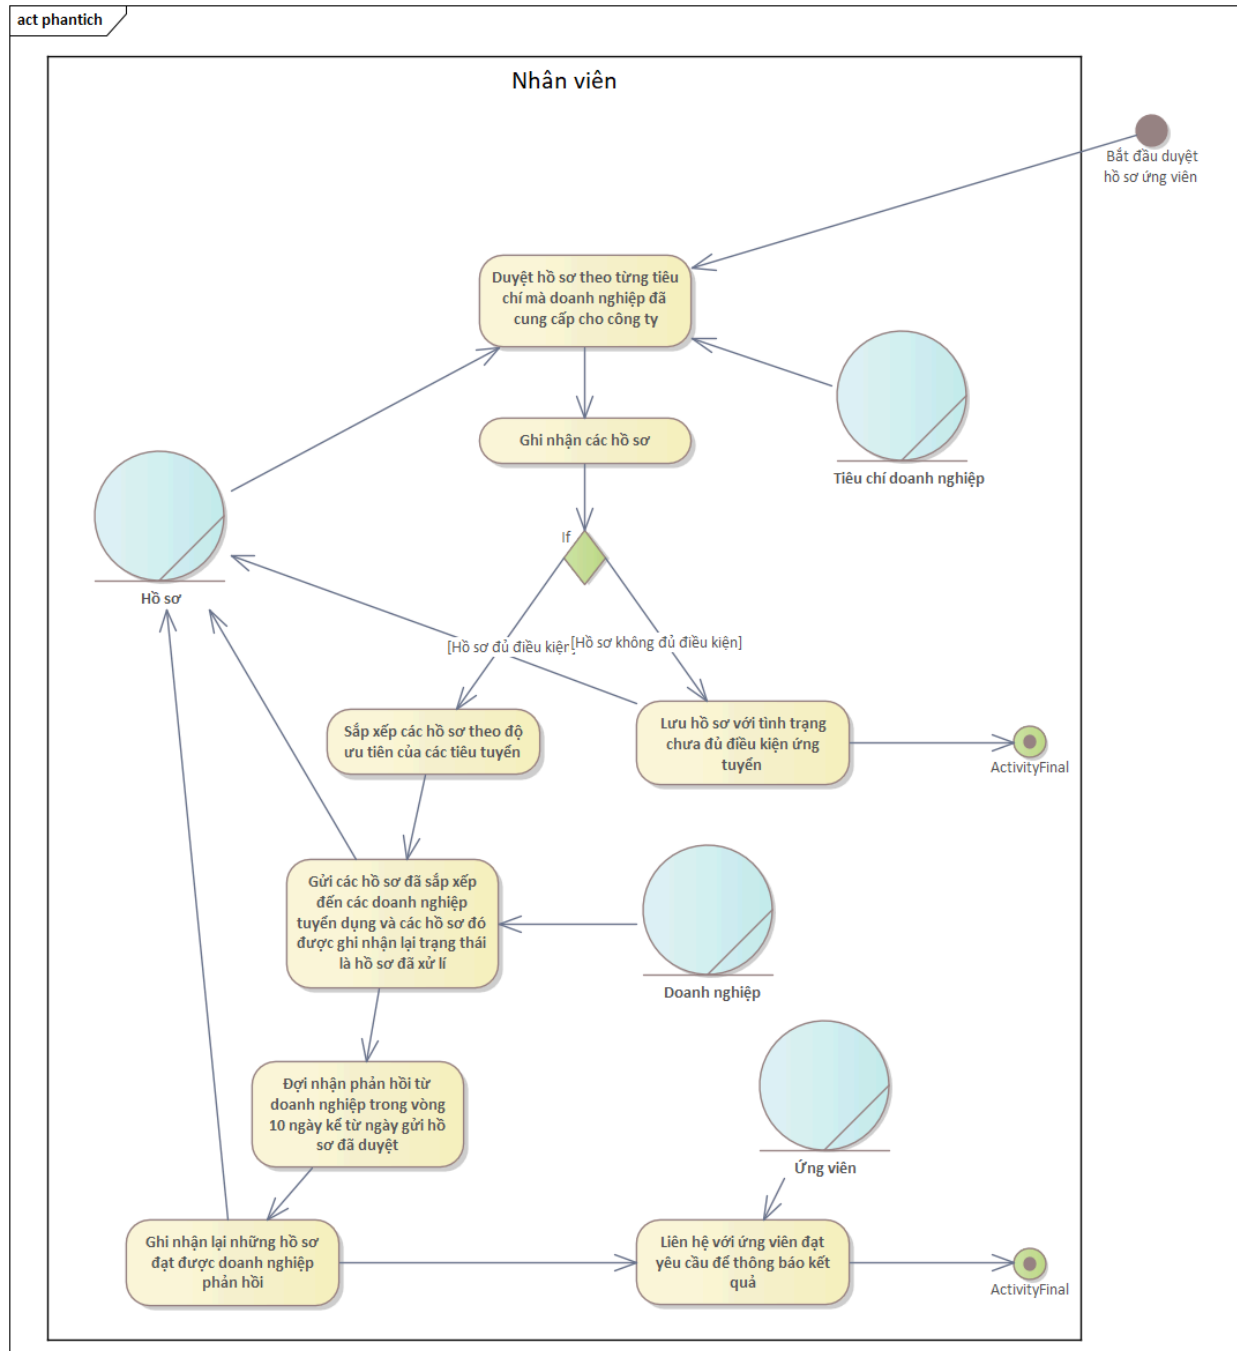 act phantich
Nhân viên
Bắt đầu duyệt
hồ sơ ứng viên
Duyệt hồ sơ theo từng tiêu
chí mà doanh nghiệp đã
cung cấp cho công ty
Ghi nhận các hồ sơ
Tiêu chí doanh nghiệp
Hồ sơ
If
[Hồ sơ đủ điều kiện]
[Hồ sơ không đủ điều kiện]
Sắp xếp các hồ sơ theo độ
ưu tiên của các tiêu tuyển
Lưu hồ sơ với tình trạng
chưa đủ điều kiện ứng
tuyển
ActivityFinal
Gửi các hồ sơ đã sắp xếp
đến các doanh nghiệp
tuyển dụng và các hồ sơ đó
được ghi nhận lại trạng thái
là hồ sơ đã xử lí
Doanh nghiệp
Đợi nhận phản hồi từ
doanh nghiệp trong vòng
10 ngày kể từ ngày gửi hồ
sơ đã duyệt
Ứng viên
Ghi nhận lại những hồ sơ
đạt được doanh nghiệp
phản hồi
Liên hệ với ứng viên đạt
yêu cầu để thông báo kết
quả
ActivityFinal